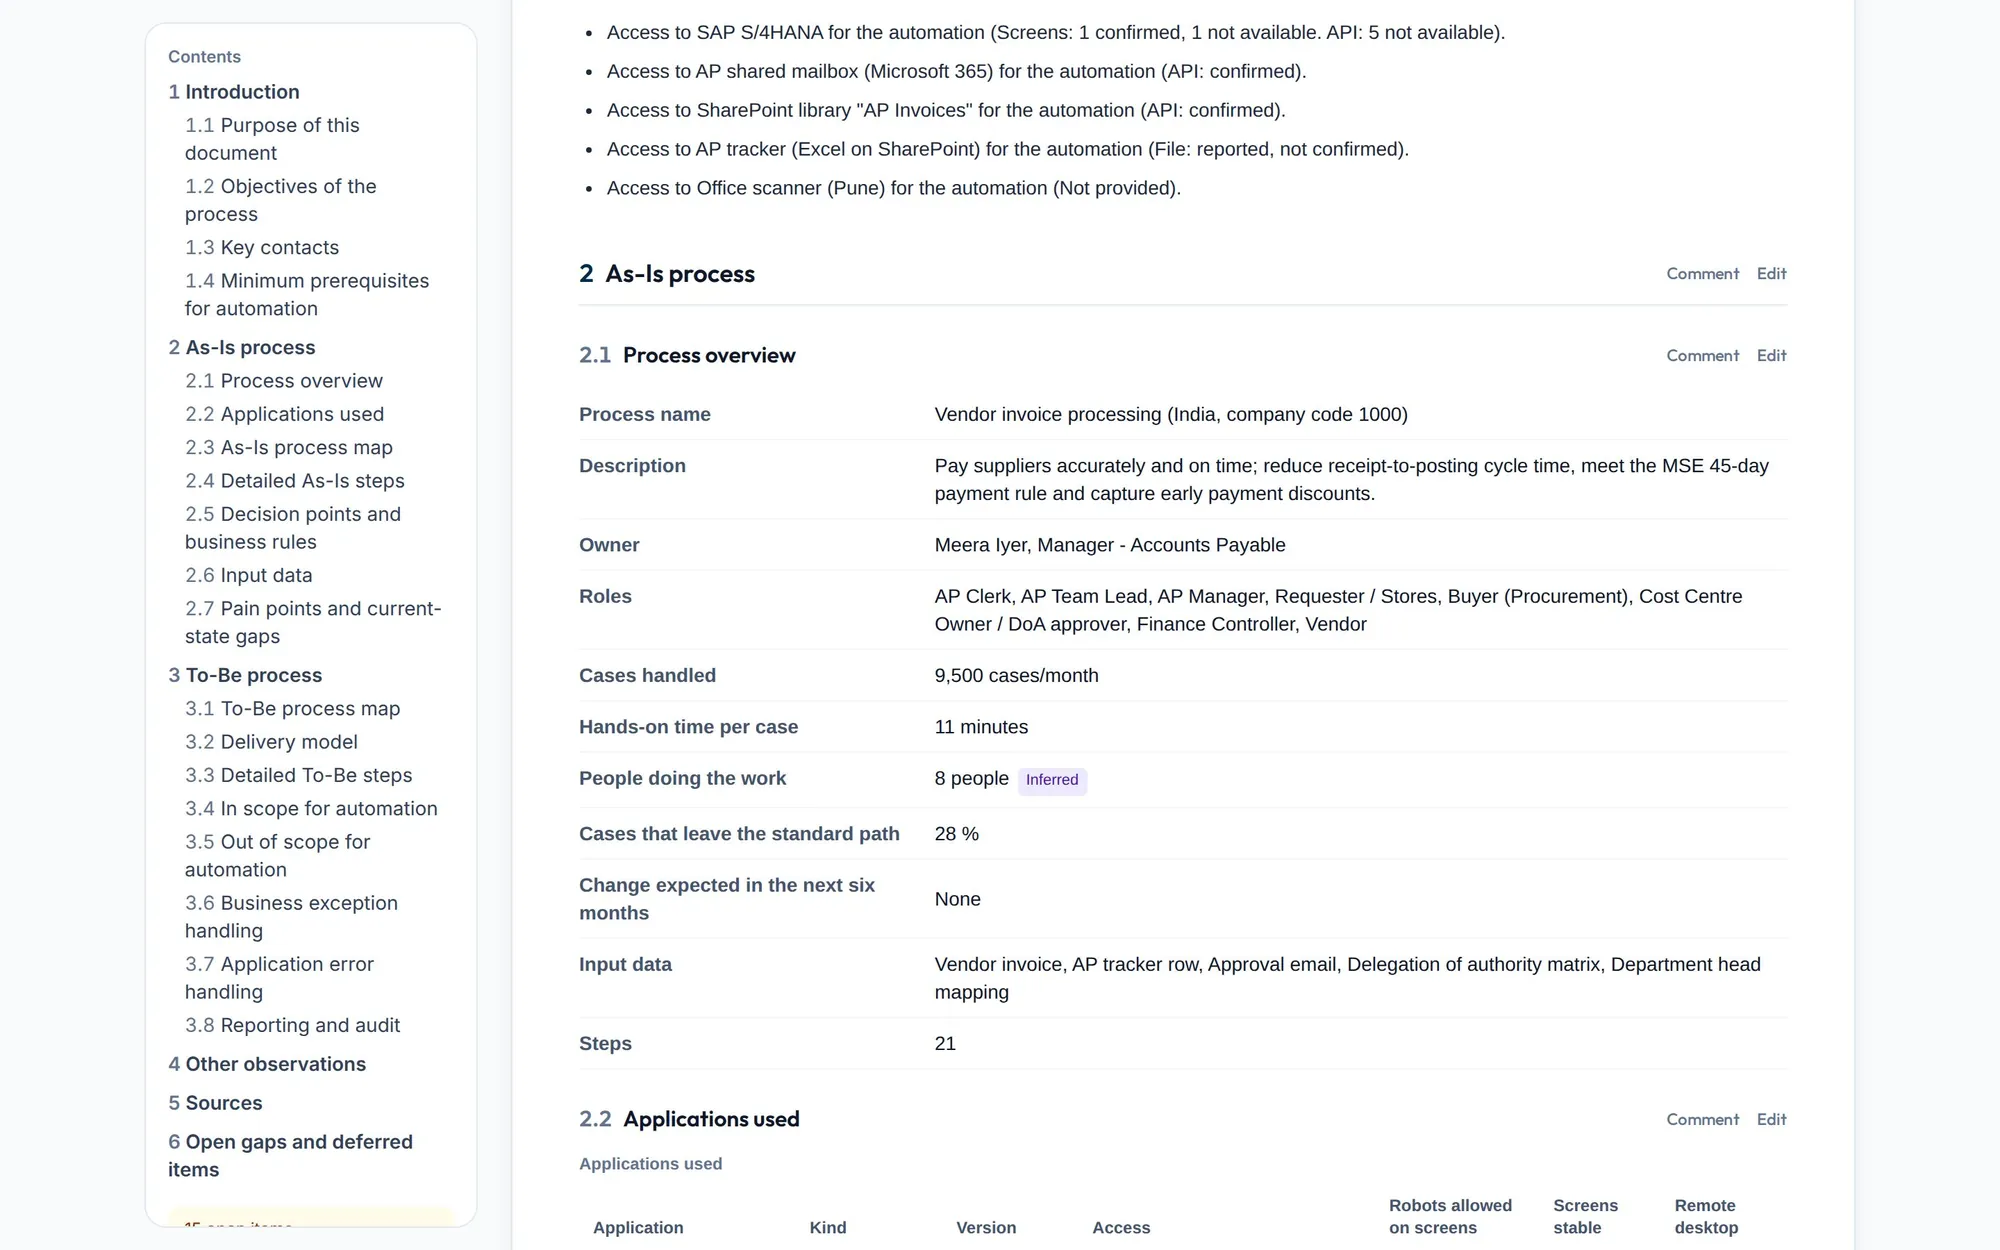 Contents
1 Introduction
1.1 Purpose of this
document
1.2 Objectives of the
process
1.3 Key contacts
1.4 Minimum prerequisites
for automation
2 As-Is process
2.1 Process overview
2.2 Applications used
2.3 As-Is process map
2.4 Detailed As-Is steps
2.5 Decision points and
business rules
2.6 Input data
2.7 Pain points and current-
state gaps
3 To-Be process
3.1 To-Be process map
3.2 Delivery model
3.3 Detailed To-Be steps
3.4 In scope for automation
3.5 Out of scope for
automation
3.6 Business exception
handling
3.7 Application error
handling
3.8 Reporting and audit
4 Other observations
5 Sources
6 Open gaps and deferred
items
15 open items
• Access to SAP S/4HANA for the automation (Screens: 1 confirmed, 1 not available. API: 5 not available).
• Access to AP shared mailbox (Microsoft 365) for the automation (API: confirmed).
• Access to SharePoint library "AP Invoices" for the automation (API: confirmed).
• Access to AP tracker (Excel on SharePoint) for the automation (File: reported, not confirmed).
• Access to Office scanner (Pune) for the automation (Not provided).
2 As-Is process Comment Edit
2.1 Process overview Comment Edit
Process name Vendor invoice processing (India, company code 1000)
Description Pay suppliers accurately and on time; reduce receipt-to-posting cycle time, meet the MSE 45-day
payment rule and capture early payment discounts.
Owner Meera Iyer, Manager - Accounts Payable
Roles AP Clerk, AP Team Lead, AP Manager, Requester / Stores, Buyer (Procurement), Cost Centre
Owner / DoA approver, Finance Controller, Vendor
Cases handled 9,500 cases/month
Hands-on time per case 11 minutes
People doing the work 8 people Inferred
Cases that leave the standard path 28 %
Change expected in the next six
months None
Input data Vendor invoice, AP tracker row, Approval email, Delegation of authority matrix, Department head
mapping
Steps 21
2.2 Applications used Comment Edit
Applications used
Application Kind Version Access Robots allowed
on screens Screens
stable Remote
desktop